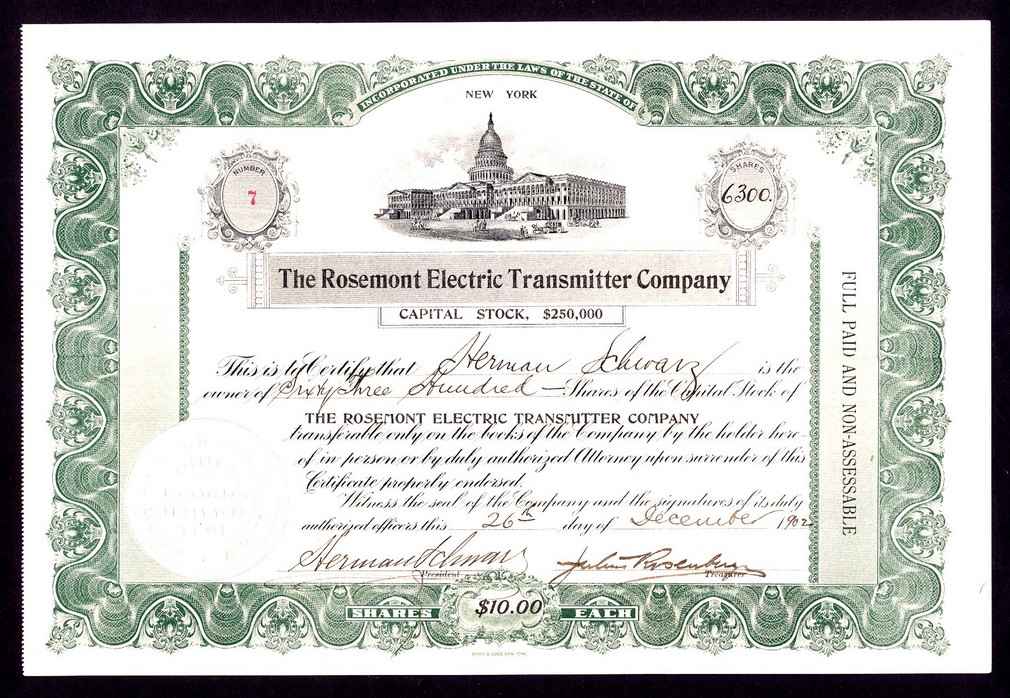 INCORPORATED UNDER THE LAWS OF THE STATE OF
NEW YORK
NUMBER
7
SHARES
6300.
The Rosemont Electric Transmitter Company
CAPITAL STOCK, $250,000
This is to Certify that Herman Schwarz is the
owner of Sixty Three Hundred — Shares of the Capital Stock of
THE ROSEMONT ELECTRIC TRANSMITTER COMPANY
transferable only on the books of the Company by the holder here-
of in person or by duly authorized Attorney upon surrender of this
Certificate properly endorsed.
Witness the seal of the Company and the signatures of its duly
authorized officers this 26th day of December 1902
Herman Schwarz
President
Julius Rosenberg
Treasurer
SHARES $10.00 EACH
FULL PAID AND NON-ASSESSABLE